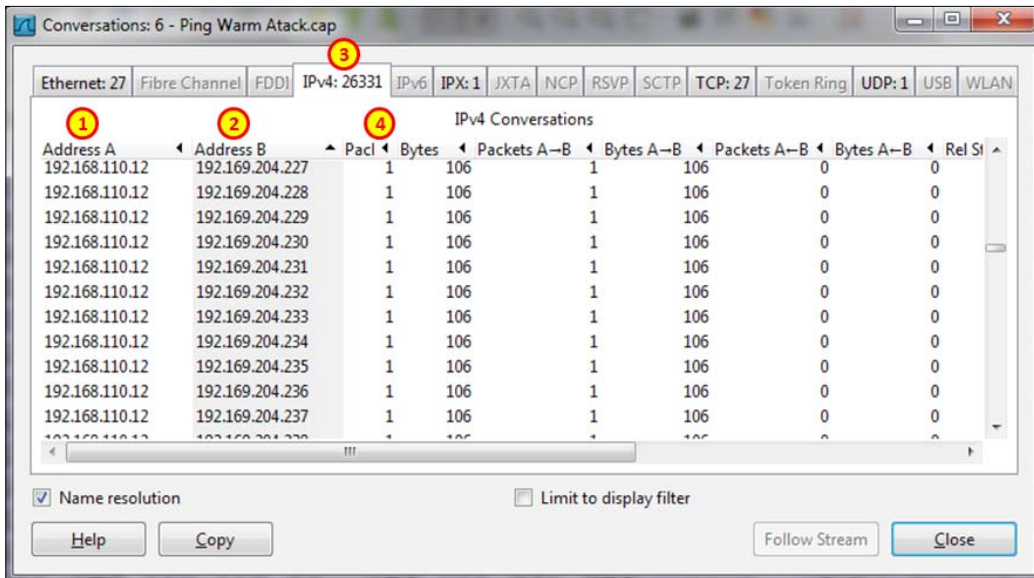 Conversations: 6 - Ping Warm Atack.cap
3
Ethernet: 27 Fibre Channel FDDI IPv4: 26331 IPv6 IPX: 1 JXTA NCP RSVP SCTP TCP: 27 Token Ring UDP: 1 USB WLAN
1 2 4 IPv4 Conversations
Address A Address B Pacl Bytes Packets A→B Bytes A→B Packets A←B Bytes A←B Rel St
192.168.110.12 192.169.204.227 1 106 1 106 0 0
192.168.110.12 192.169.204.228 1 106 1 106 0 0
192.168.110.12 192.169.204.229 1 106 1 106 0 0
192.168.110.12 192.169.204.230 1 106 1 106 0 0
192.168.110.12 192.169.204.231 1 106 1 106 0 0
192.168.110.12 192.169.204.232 1 106 1 106 0 0
192.168.110.12 192.169.204.233 1 106 1 106 0 0
192.168.110.12 192.169.204.234 1 106 1 106 0 0
192.168.110.12 192.169.204.235 1 106 1 106 0 0
192.168.110.12 192.169.204.236 1 106 1 106 0 0
192.168.110.12 192.169.204.237 1 106 1 106 0 0
Name resolution Limit to display filter
Help Copy Follow Stream Close